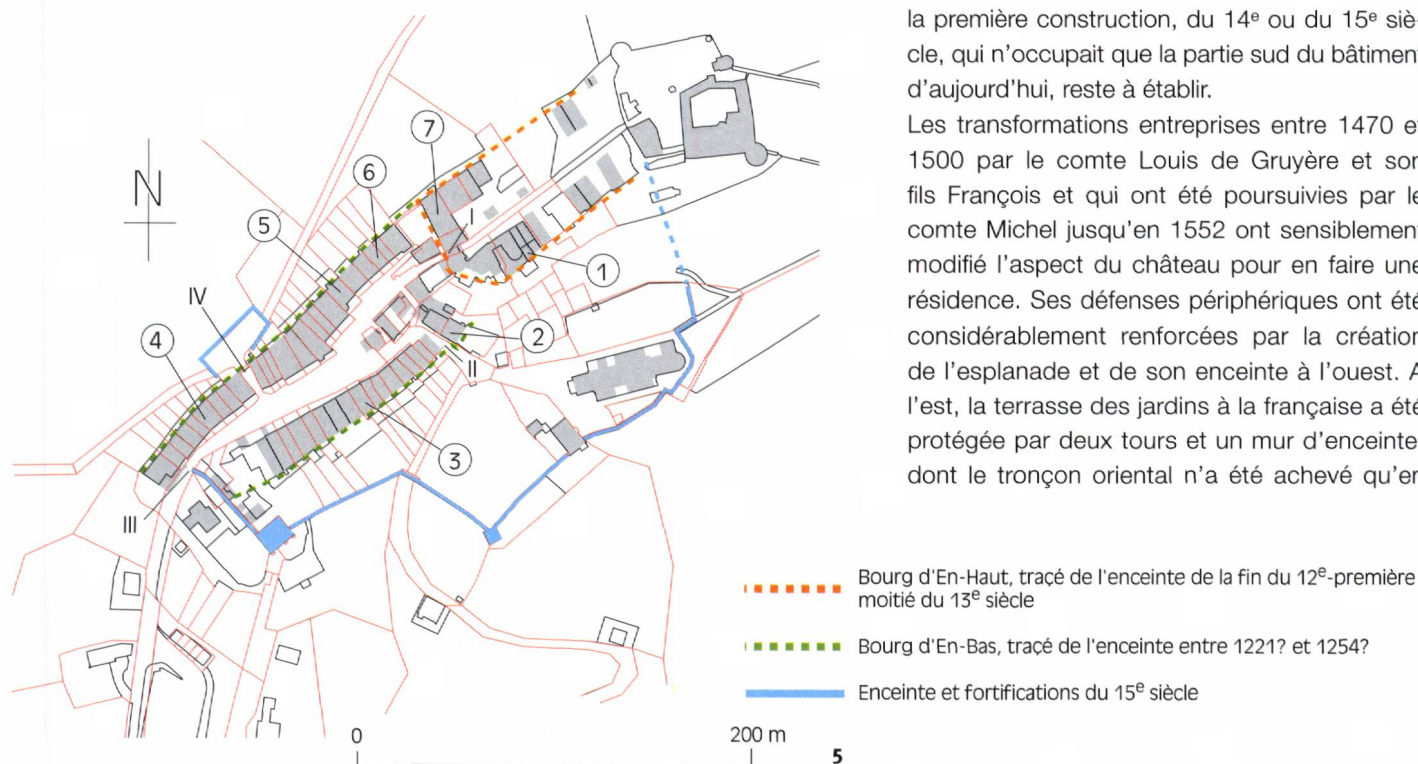 la première construction, du 14e ou du 15e siè-
cle, qui n'occupait que la partie sud du bâtiment
d'aujourd'hui, reste à établir.
Les transformations entreprises entre 1470 et
1500 par le comte Louis de Gruyère et son
fils François et qui ont été poursuivies par le
comte Michel jusqu'en 1552 ont sensiblement
modifié l'aspect du château pour en faire une
résidence. Ses défenses périphériques ont été
considérablement renforcées par la création
de l'esplanade et de son enceinte à l'ouest. A
l'est, la terrasse des jardins à la française a été
protégée par deux tours et un mur d'enceinte
dont le tronçon oriental n'a été achevé qu'en
N
7
6
5
I
1
IV
4
2
II
3
III
Bourg d'En-Haut, traçé de l'enceinte de la fin du 12e-première
moitié du 13e siècle
Bourg d'En-Bas, traçé de l'enceinte entre 1221? et 1254?
Enceinte et fortifications du 15e siècle
0 200 m
5